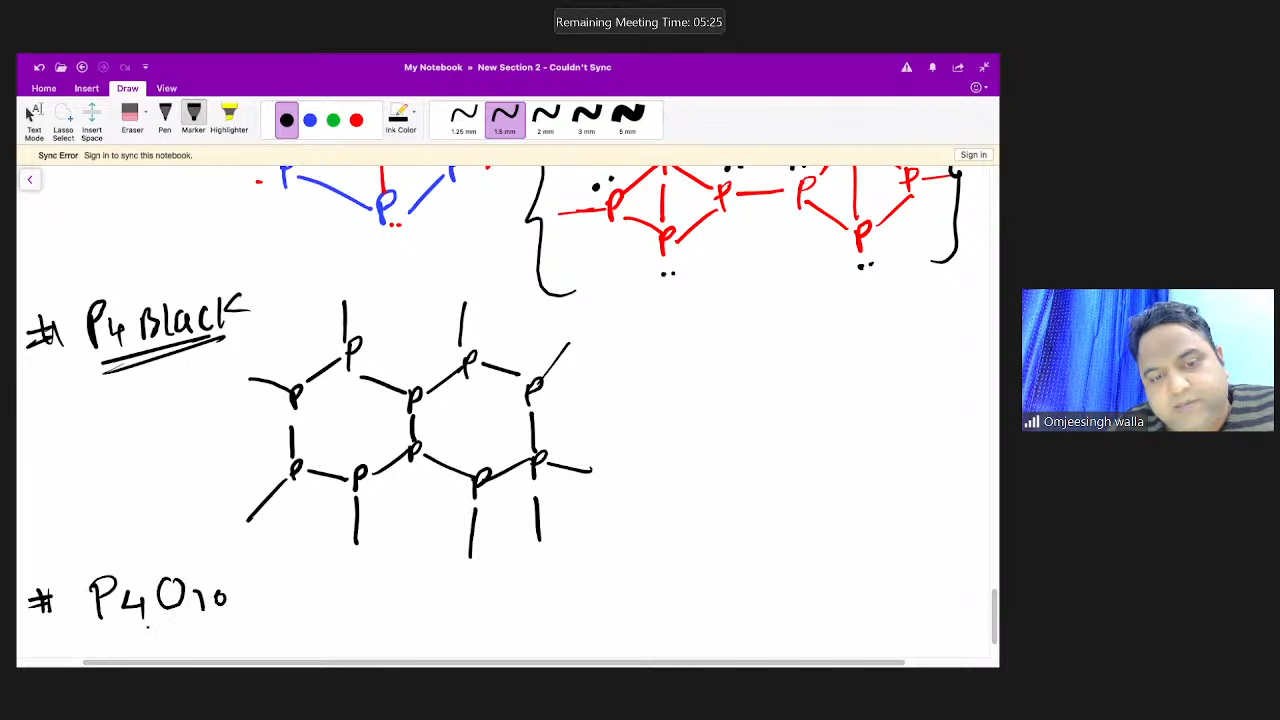 Remaining Meeting Time: 05:25
My Notebook » New Section 2 - Couldn't Sync
Home Insert Draw View
Text Mode
Lasso Select
Insert Space
Eraser
Pen
Marker
Highlighter
Ink Color
1.25 mm
1.5 mm
2 mm
3 mm
5 mm
Sync Error Sign in to sync this notebook.
Sign in
P P P
P
P P P P
P P
# P4 Black
P P
P P P
P P P P P
# P4O10
Omjeesingh walla